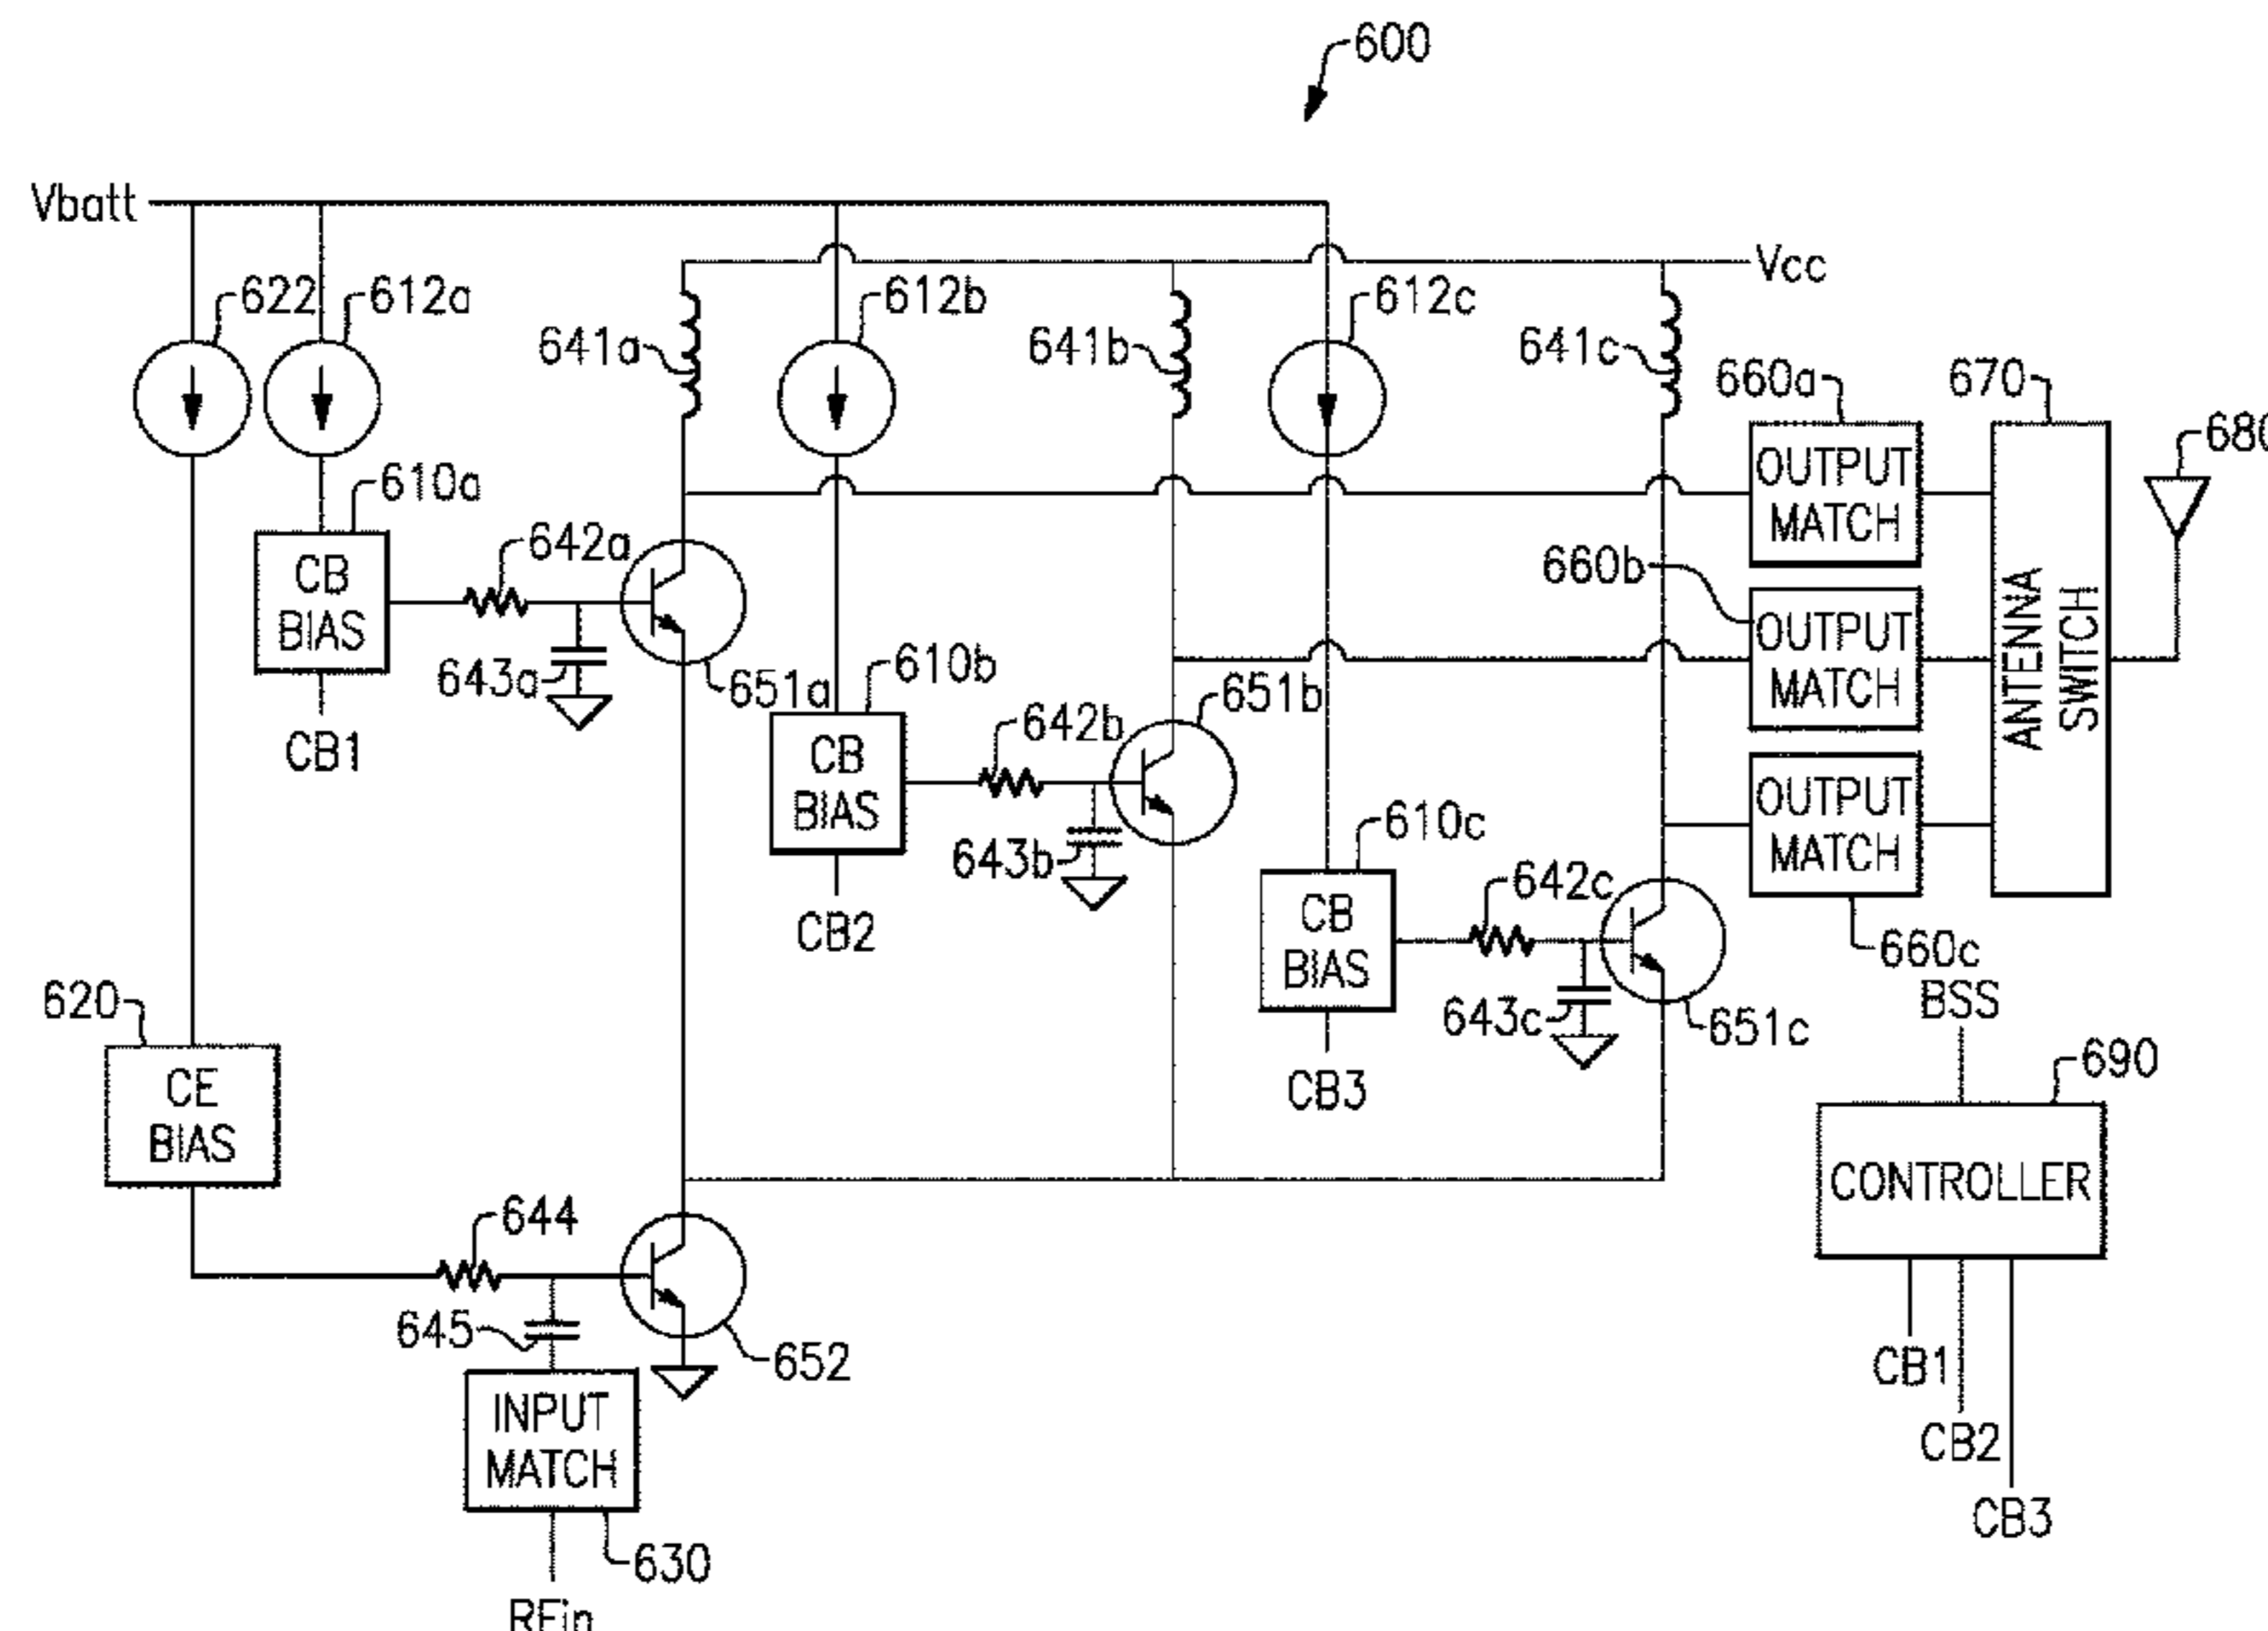 600
Vbatt
Vcc
622
612a
641a
612b
641b
612c
641c
660a
670
680
610a
OUTPUT
MATCH
642a
CB
BIAS
660b
643a
651a
CB1
610b
651b
OUTPUT
MATCH
ANTENNA
SWITCH
642b
CB
BIAS
643b
CB2
610c
OUTPUT
MATCH
642c
CB
BIAS
660c
643c
651c
CB3
BSS
690
CONTROLLER
CB1
CB2
CB3
620
CE
BIAS
644
645
652
INPUT
MATCH
630
RFin